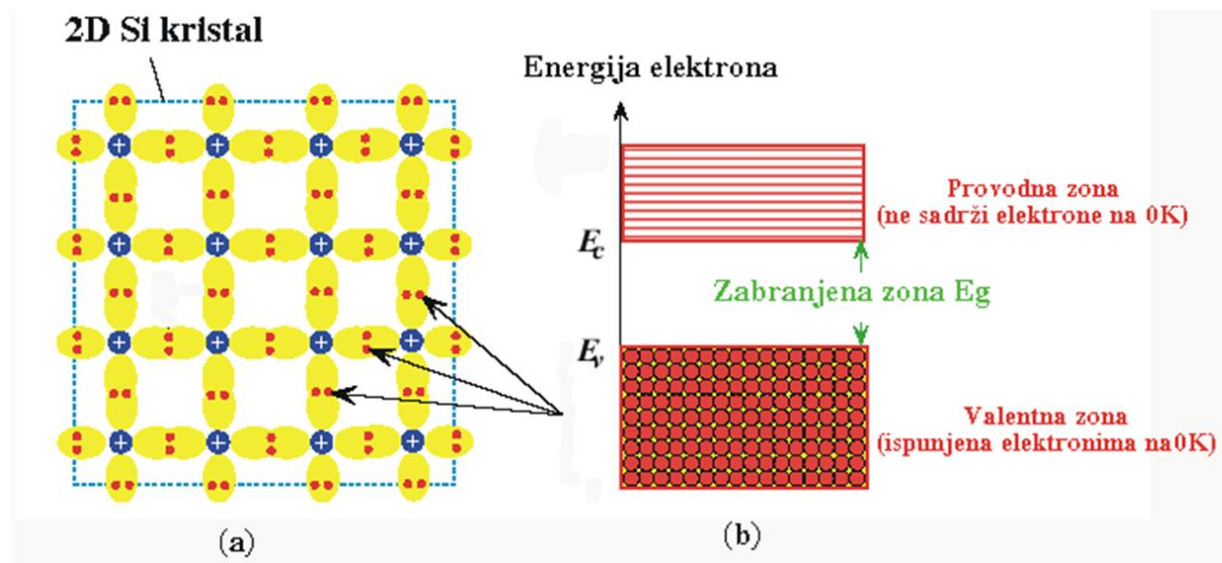 2D Si kristal
Energija elektrona
Provodna zona
(ne sadrži elektrone na 0K)
Ec
Zabranjena zona Eg
Ev
Valentna zona
(ispunjena elektronima na0K)
(a)
(b)